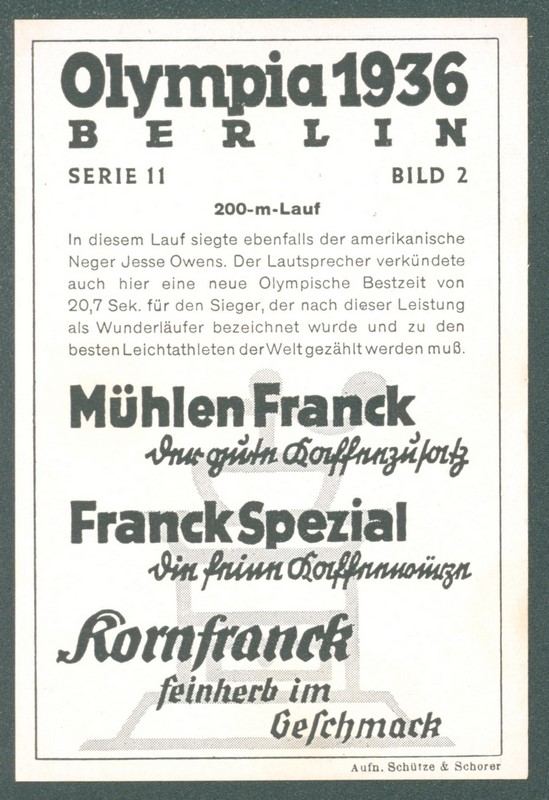 Olympia 1936
BERLIN
SERIE 11 BILD 2
200-m-Lauf
In diesem Lauf siegte ebenfalls der amerikanische
Neger Jesse Owens. Der Lautsprecher verkündete
auch hier eine neue Olympische Bestzeit von
20,7 Sek. für den Sieger, der nach dieser Leistung
als Wunderläufer bezeichnet wurde und zu den
besten Leichtathleten der Welt gezählt werden muß.
Mühlen Franck
der gute Kaffeezusatz
Franck Spezial
die feine Kaffeewürze
Kornfranck
feinherb im
Geschmack
Aufn. Schütze & Schorer